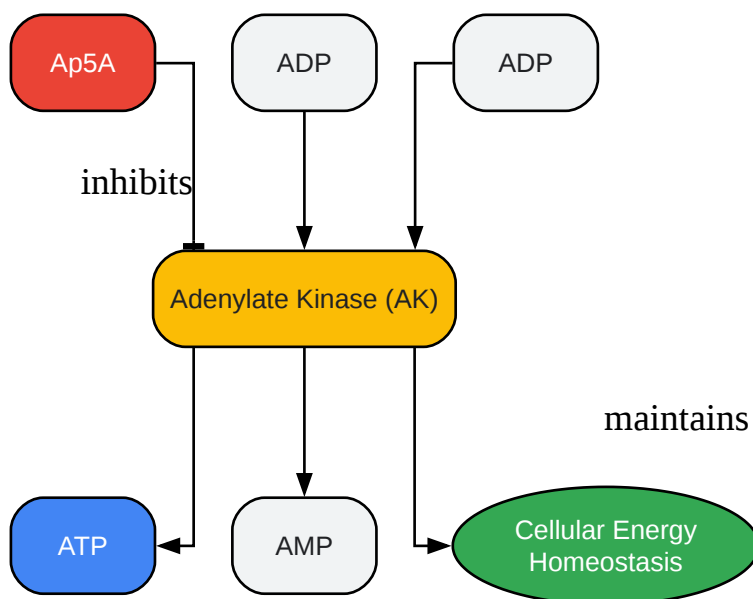 Ap5A
ADP
ADP
inhibits
Adenylate Kinase (AK)
maintains
ATP
AMP
Cellular Energy
Homeostasis